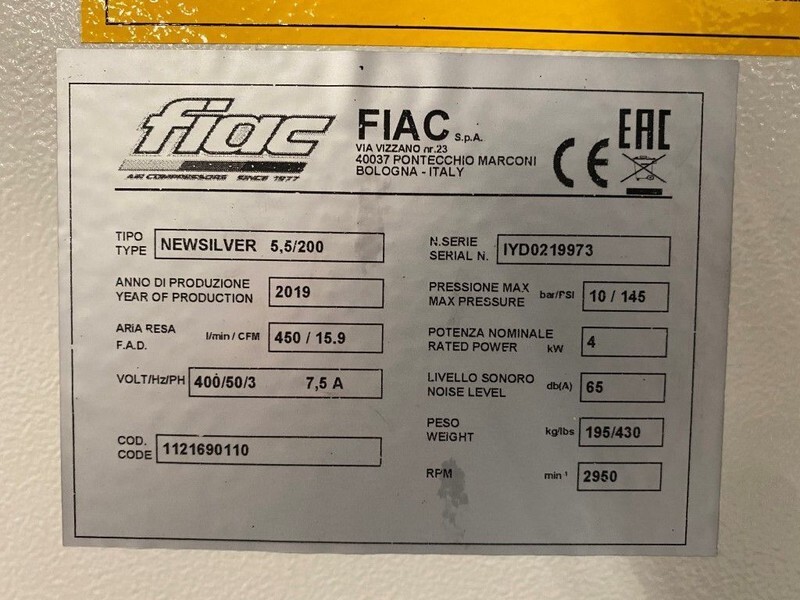 fiac
AIR COMPRESSORS SINCE 1977
FIAC S.p.A.
VIA VIZZANO nr.23
40037 PONTECCHIO MARCONI
BOLOGNA - ITALY
CE
EAC
TIPO
TYPE NEWSILVER 5,5/200
ANNO DI PRODUZIONE
YEAR OF PRODUCTION 2019
ARIA RESA
F.A.D. l/min / CFM 450 / 15.9
VOLT/Hz/PH 400/50/3 7,5 A
COD.
CODE 1121690110
N.SERIE
SERIAL N. IYD0219973
PRESSIONE MAX
MAX PRESSURE bar/PSI 10 / 145
POTENZA NOMINALE
RATED POWER kW 4
LIVELLO SONORO
NOISE LEVEL db(A) 65
PESO
WEIGHT kg/lbs 195/430
RPM min⁻¹ 2950